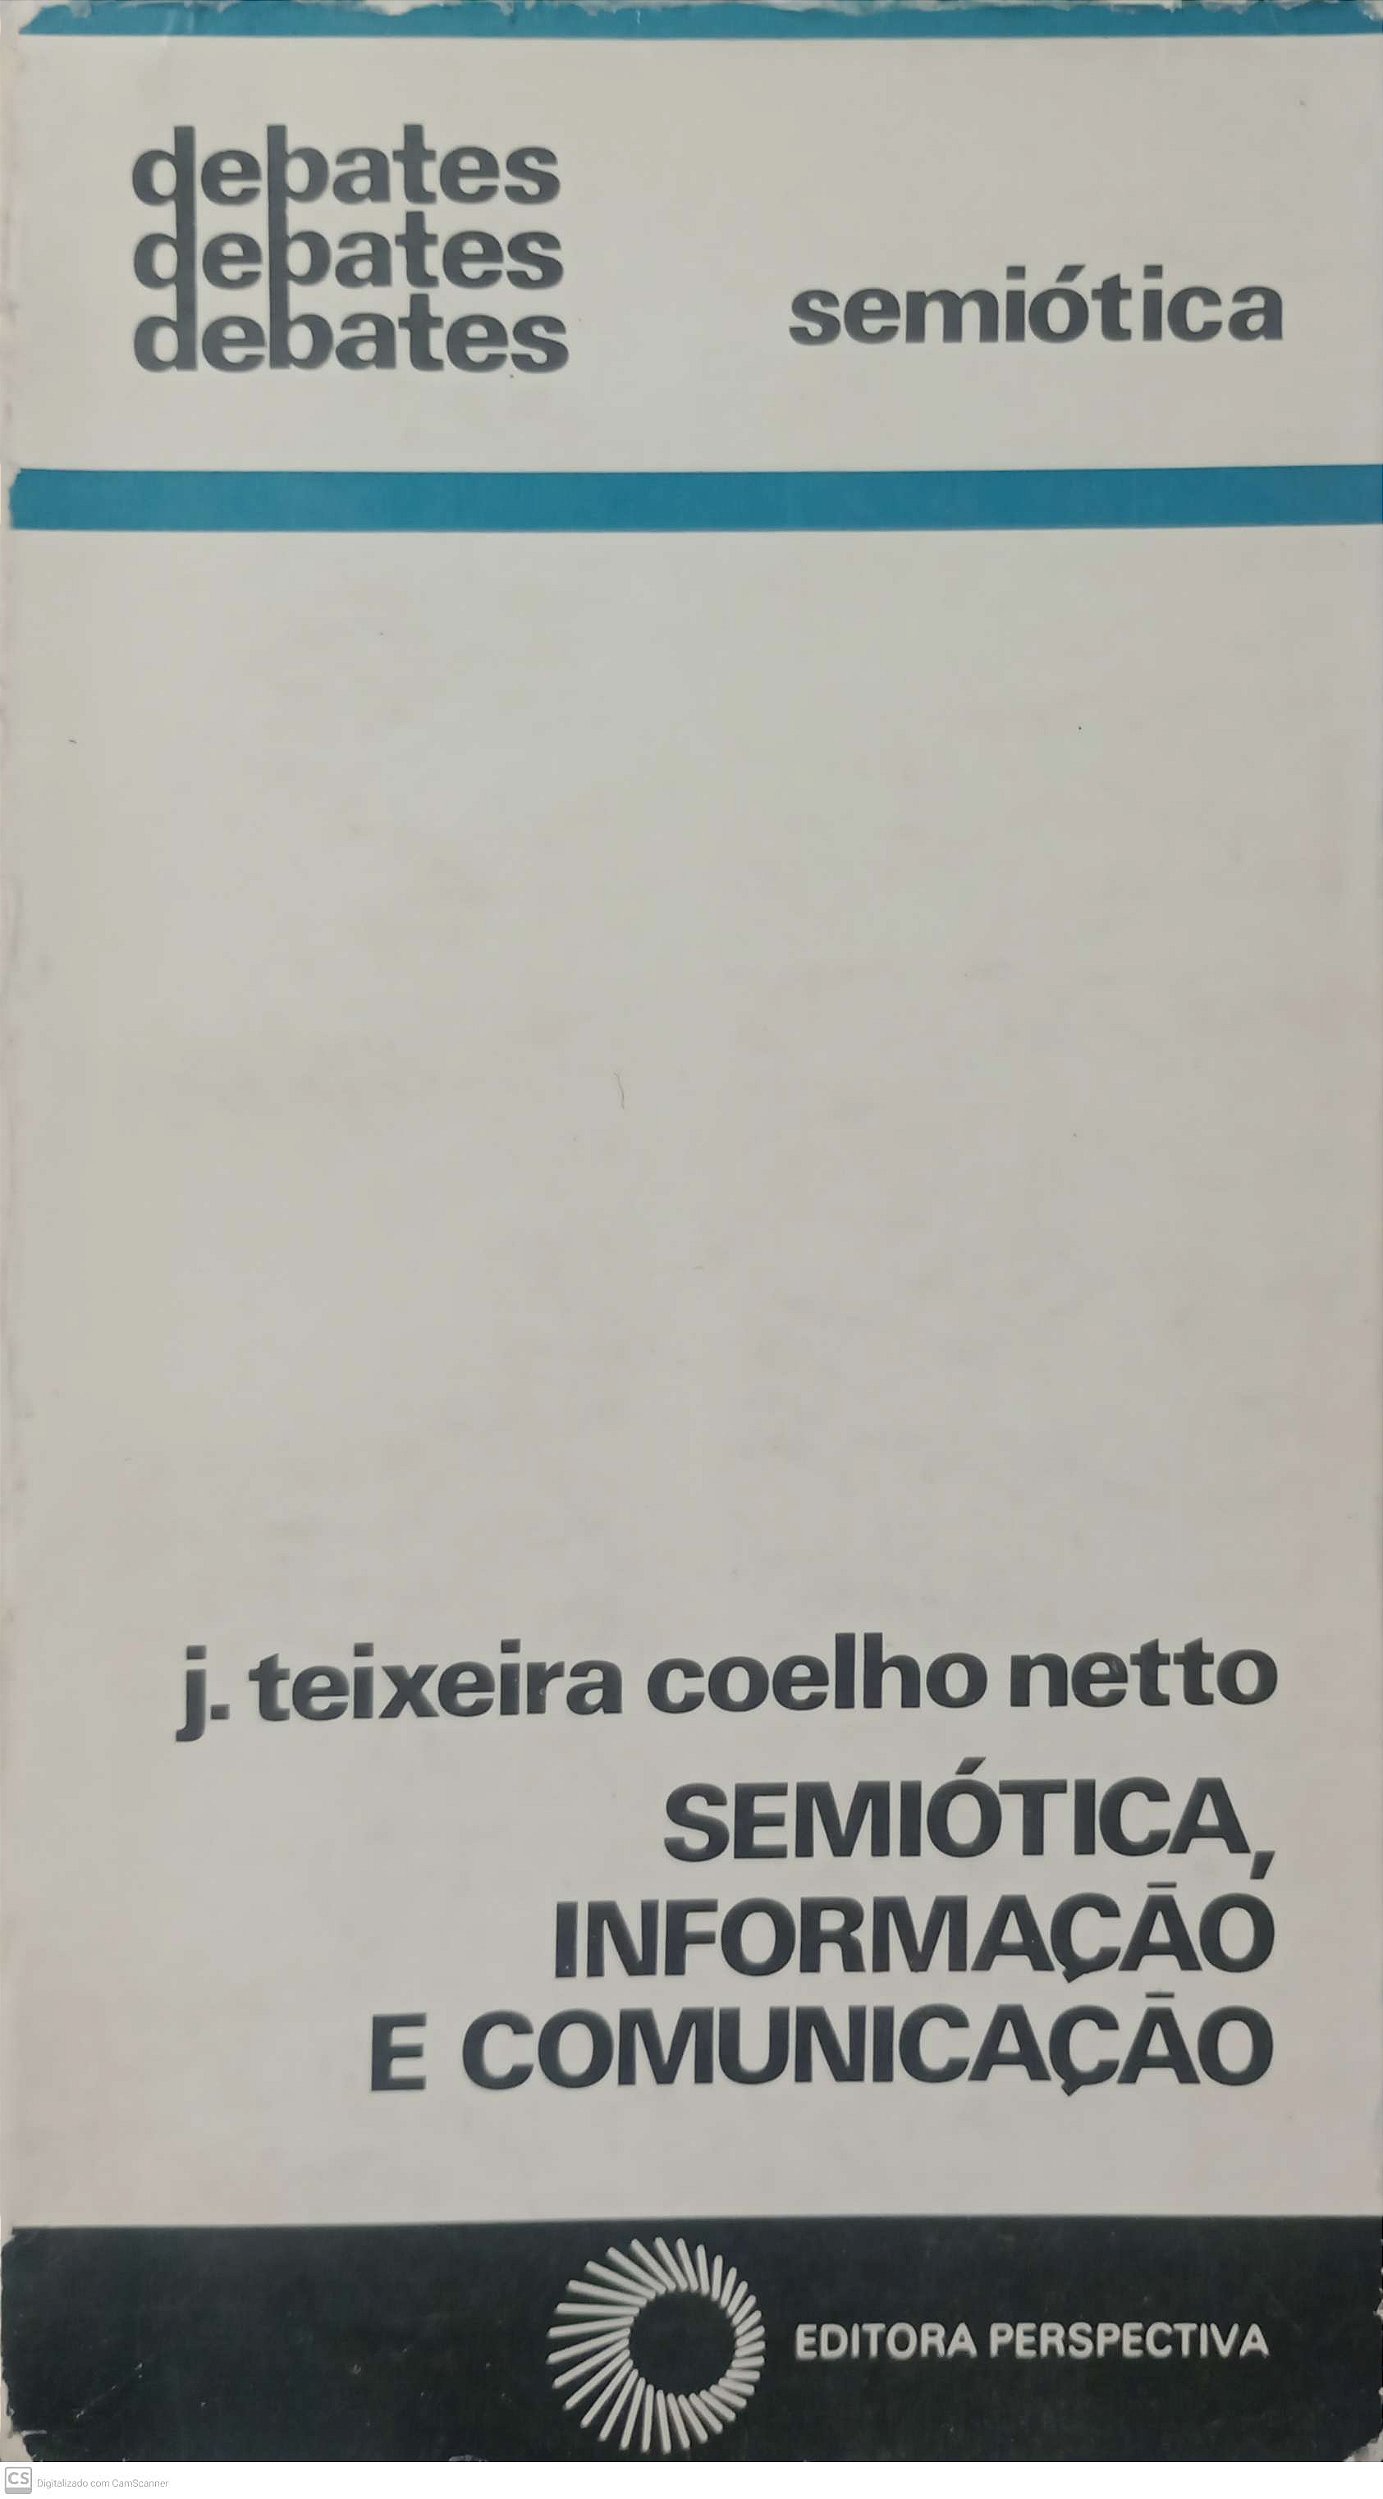 debates
debates
debates
semiótica
j. teixeira coelho netto
SEMIÓTICA,
INFORMAÇÃO
E COMUNICAÇÃO
EDITORA PERSPECTIVA
CS Digitalizado com CamScanner